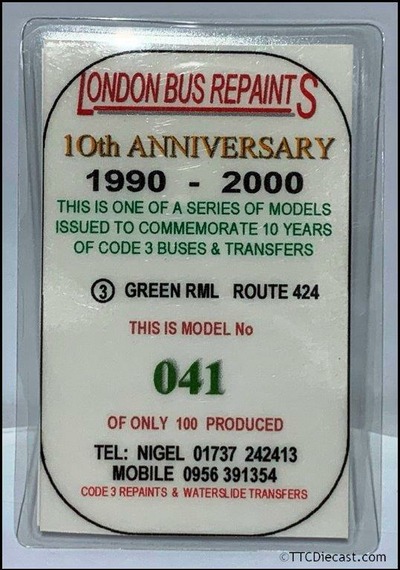 LONDON BUS REPAINTS
10th ANNIVERSARY
1990 - 2000
THIS IS ONE OF A SERIES OF MODELS
ISSUED TO COMMEMORATE 10 YEARS
OF CODE 3 BUSES & TRANSFERS
③ GREEN RML ROUTE 424
THIS IS MODEL No
041
OF ONLY 100 PRODUCED
TEL: NIGEL 01737 242413
MOBILE 0956 391354
CODE 3 REPAINTS & WATERSLIDE TRANSFERS
©TTCDiecast.com